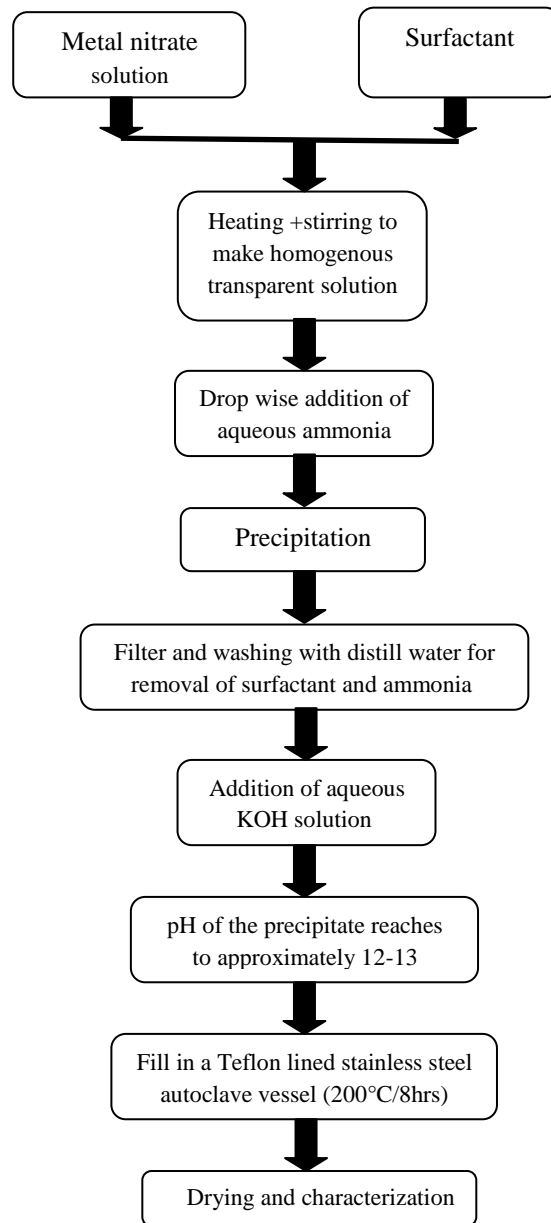 Metal nitrate
solution
Surfactant
Heating +stirring to
make homogenous
transparent solution
Drop wise addition of
aqueous ammonia
Precipitation
Filter and washing with distill water for
removal of surfactant and ammonia
Addition of aqueous
KOH solution
pH of the precipitate reaches
to approximately 12-13
Fill in a Teflon lined stainless steel
autoclave vessel (200°C/8hrs)
Drying and characterization